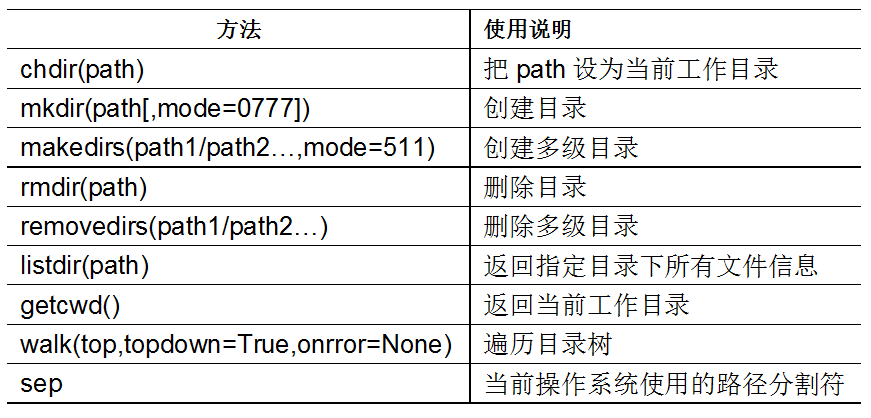 方法 使用说明
chdir(path) 把 path 设为当前工作目录
mkdir(path[,mode=0777]) 创建目录
makedirs(path1/path2…,mode=511) 创建多级目录
rmdir(path) 删除目录
removedirs(path1/path2…) 删除多级目录
listdir(path) 返回指定目录下所有文件信息
getcwd() 返回当前工作目录
walk(top,topdown=True,onrror=None) 遍历目录树
sep 当前操作系统使用的路径分割符